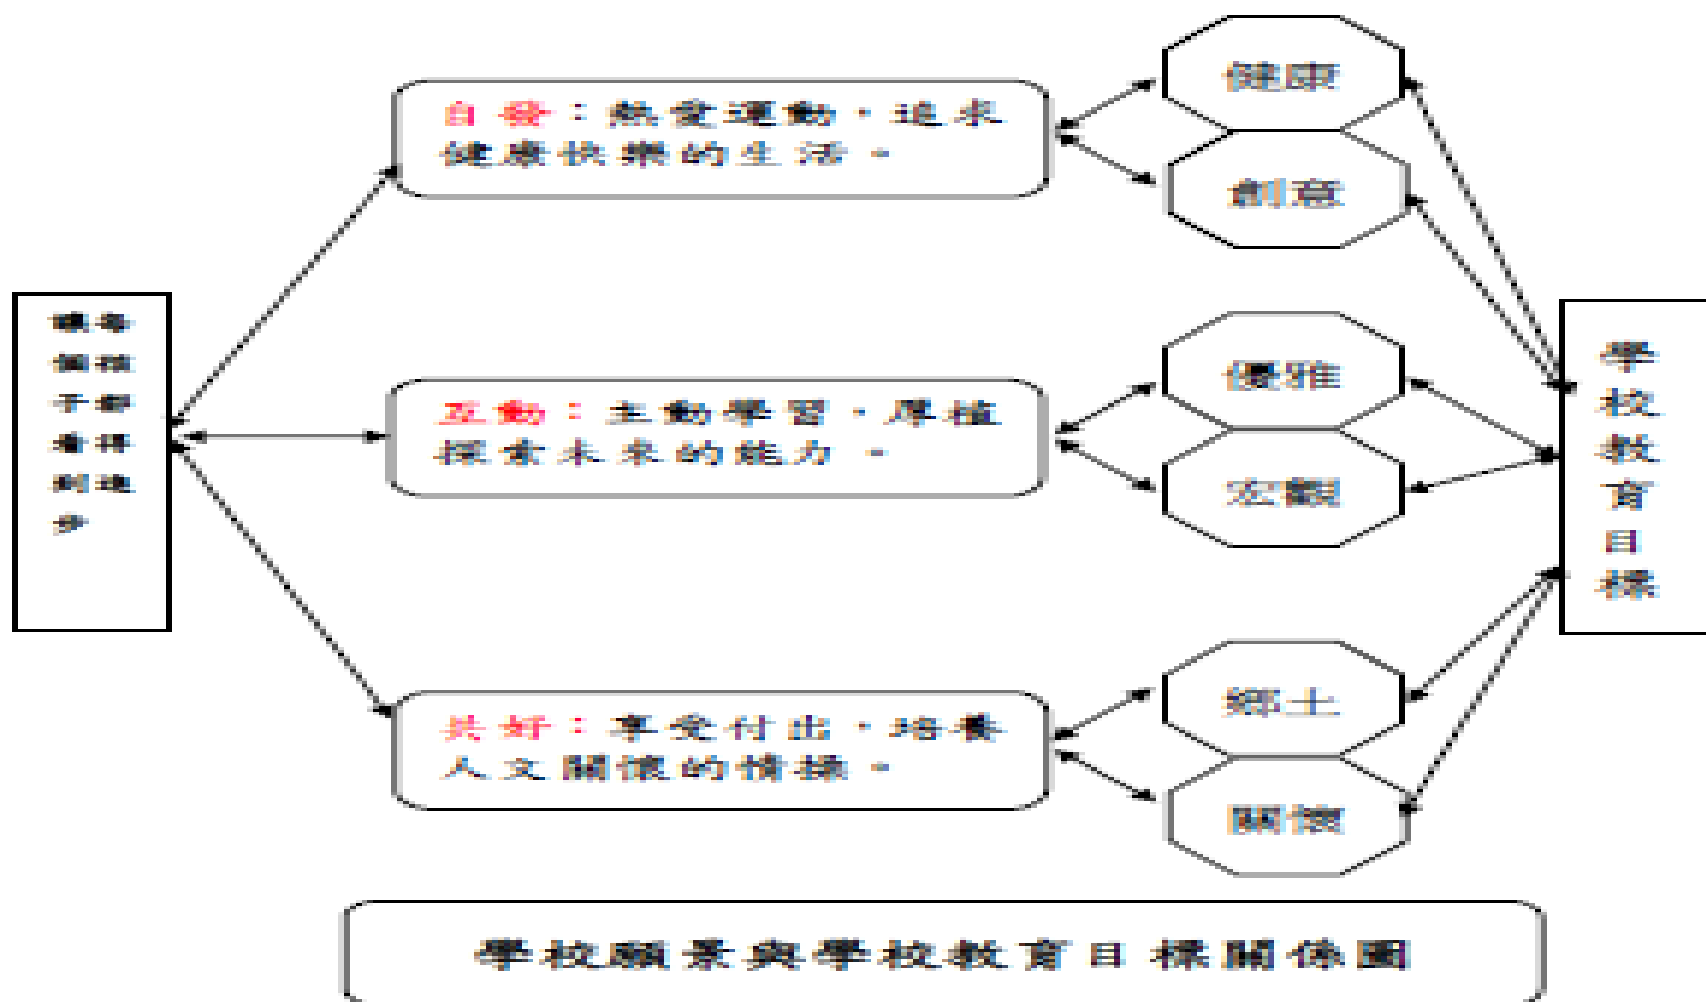 讓每
個孩
子都
看得
到進
步
自發：熱愛運動，追求
健康快樂的生活。
互動：主動學習，厚植
探索未來的能力。
共好：享受付出，培養
人文關懷的情操。
健康
創意
優雅
宏觀
鄉土
關懷
學
校
教
育
目
標
學校願景與學校教育目標關係圖